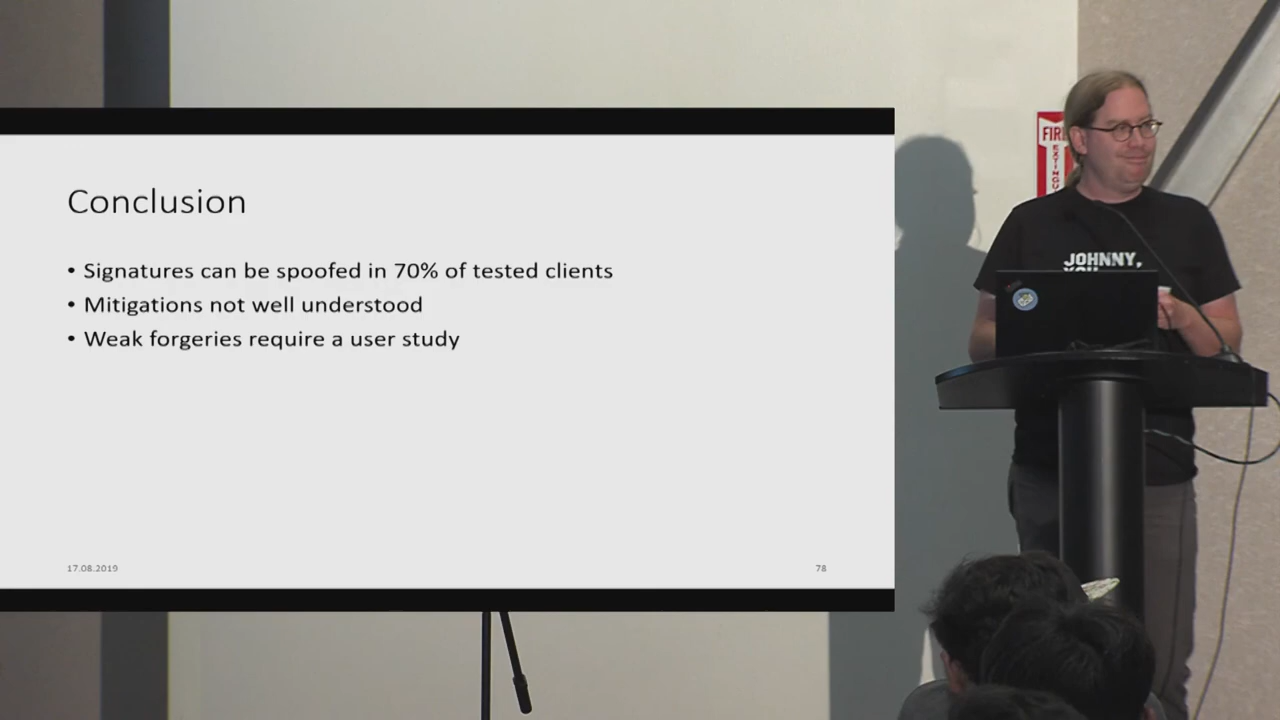 Conclusion
• Signatures can be spoofed in 70% of tested clients
• Mitigations not well understood
• Weak forgeries require a user study
17.08.2019
78
JOHNNY,